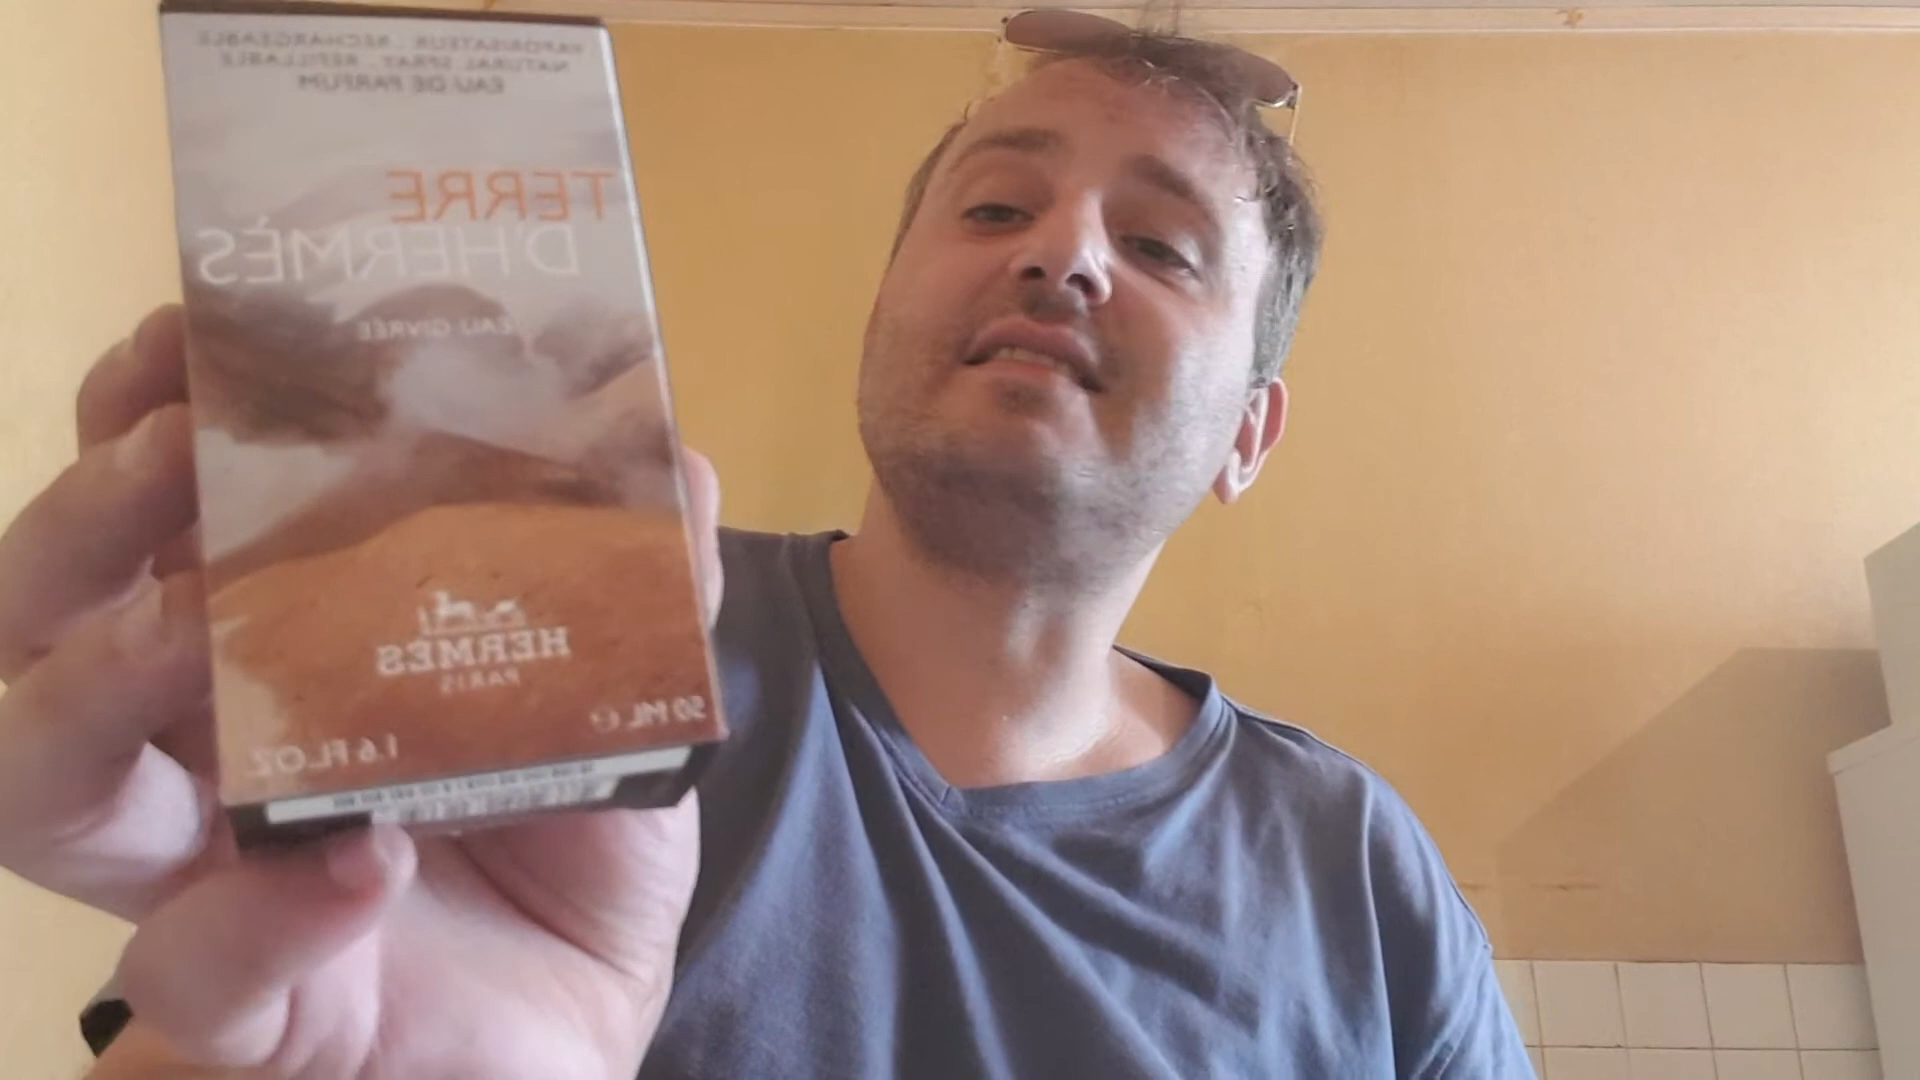 VAPORISATEUR . RECHARGEABLE
NATURAL SPRAY . REFILLABLE
EAU DE PARFUM
TERRE
D'HERMÈS
EAU GIVRÉE
HERMÈS
PARIS
50 ML e
1.6 FL.OZ.